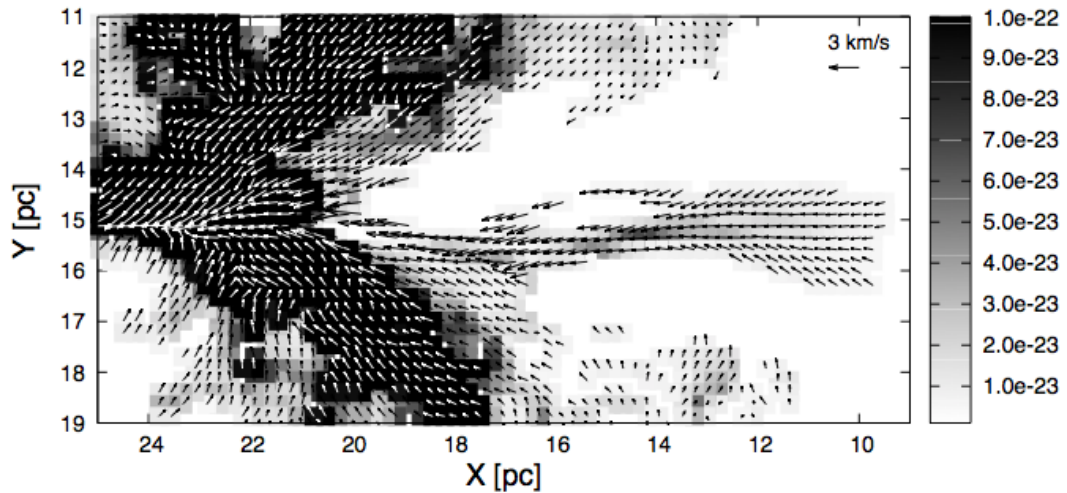 11
12
13
14
15
16
17
18
19
Y [pc]
24
22
20
18
16
14
12
10
X [pc]
3 km/s
1.0e-22
9.0e-23
8.0e-23
7.0e-23
6.0e-23
5.0e-23
4.0e-23
3.0e-23
2.0e-23
1.0e-23